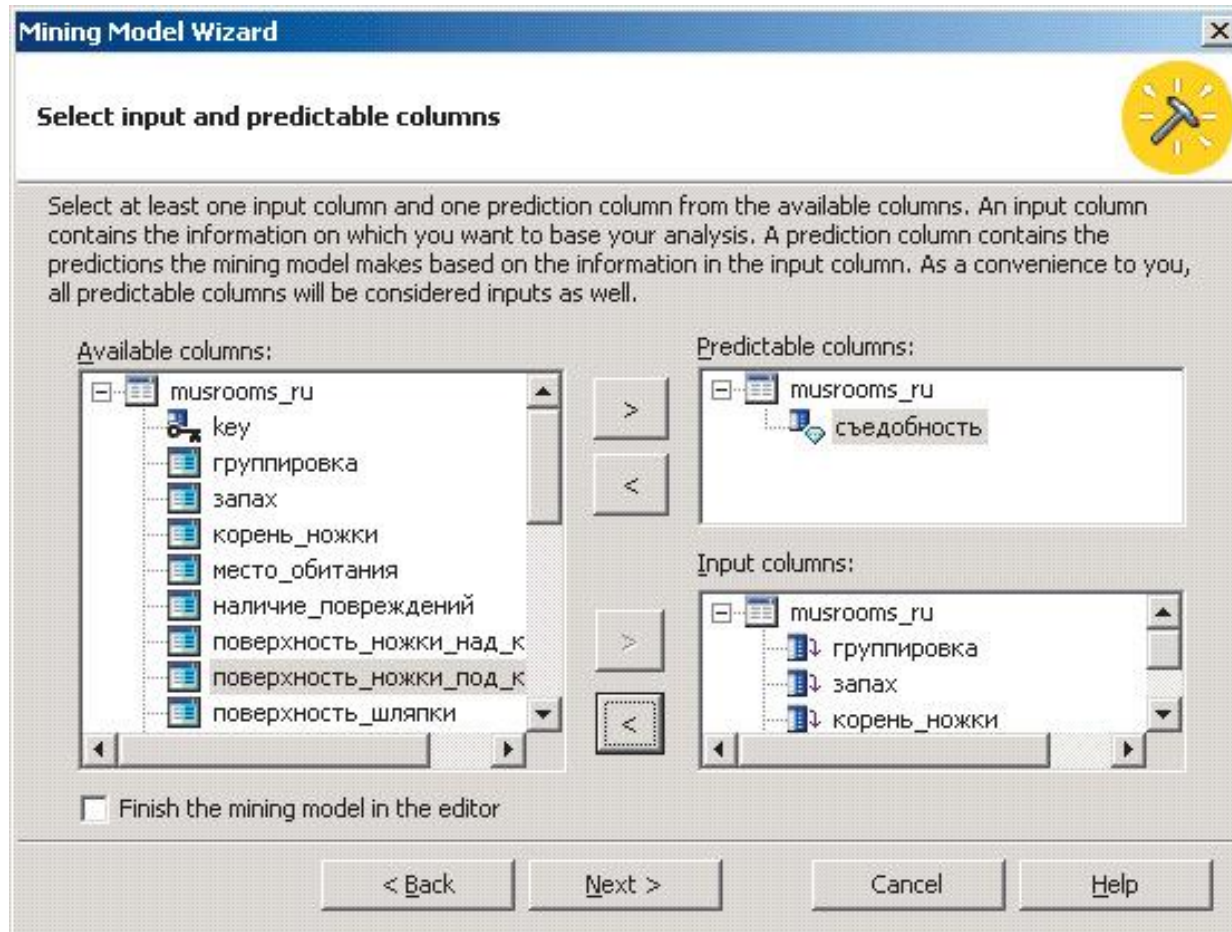 Mining Model Wizard
Select input and predictable columns
Select at least one input column and one prediction column from the available columns. An input column
contains the information on which you want to base your analysis. A prediction column contains the
predictions the mining model makes based on the information in the input column. As a convenience to you,
all predictable columns will be considered inputs as well.
Available columns:
musrooms_ru
key
группировка
запах
корень_ножки
место_обитания
наличие_повреждений
поверхность_ножки_над_к
поверхность_ножки_под_к
поверхность_шляпки
>
<
>
<
Predictable columns:
musrooms_ru
съедобность
Input columns:
musrooms_ru
группировка
запах
корень_ножки
Finish the mining model in the editor
< Back
Next >
Cancel
Help